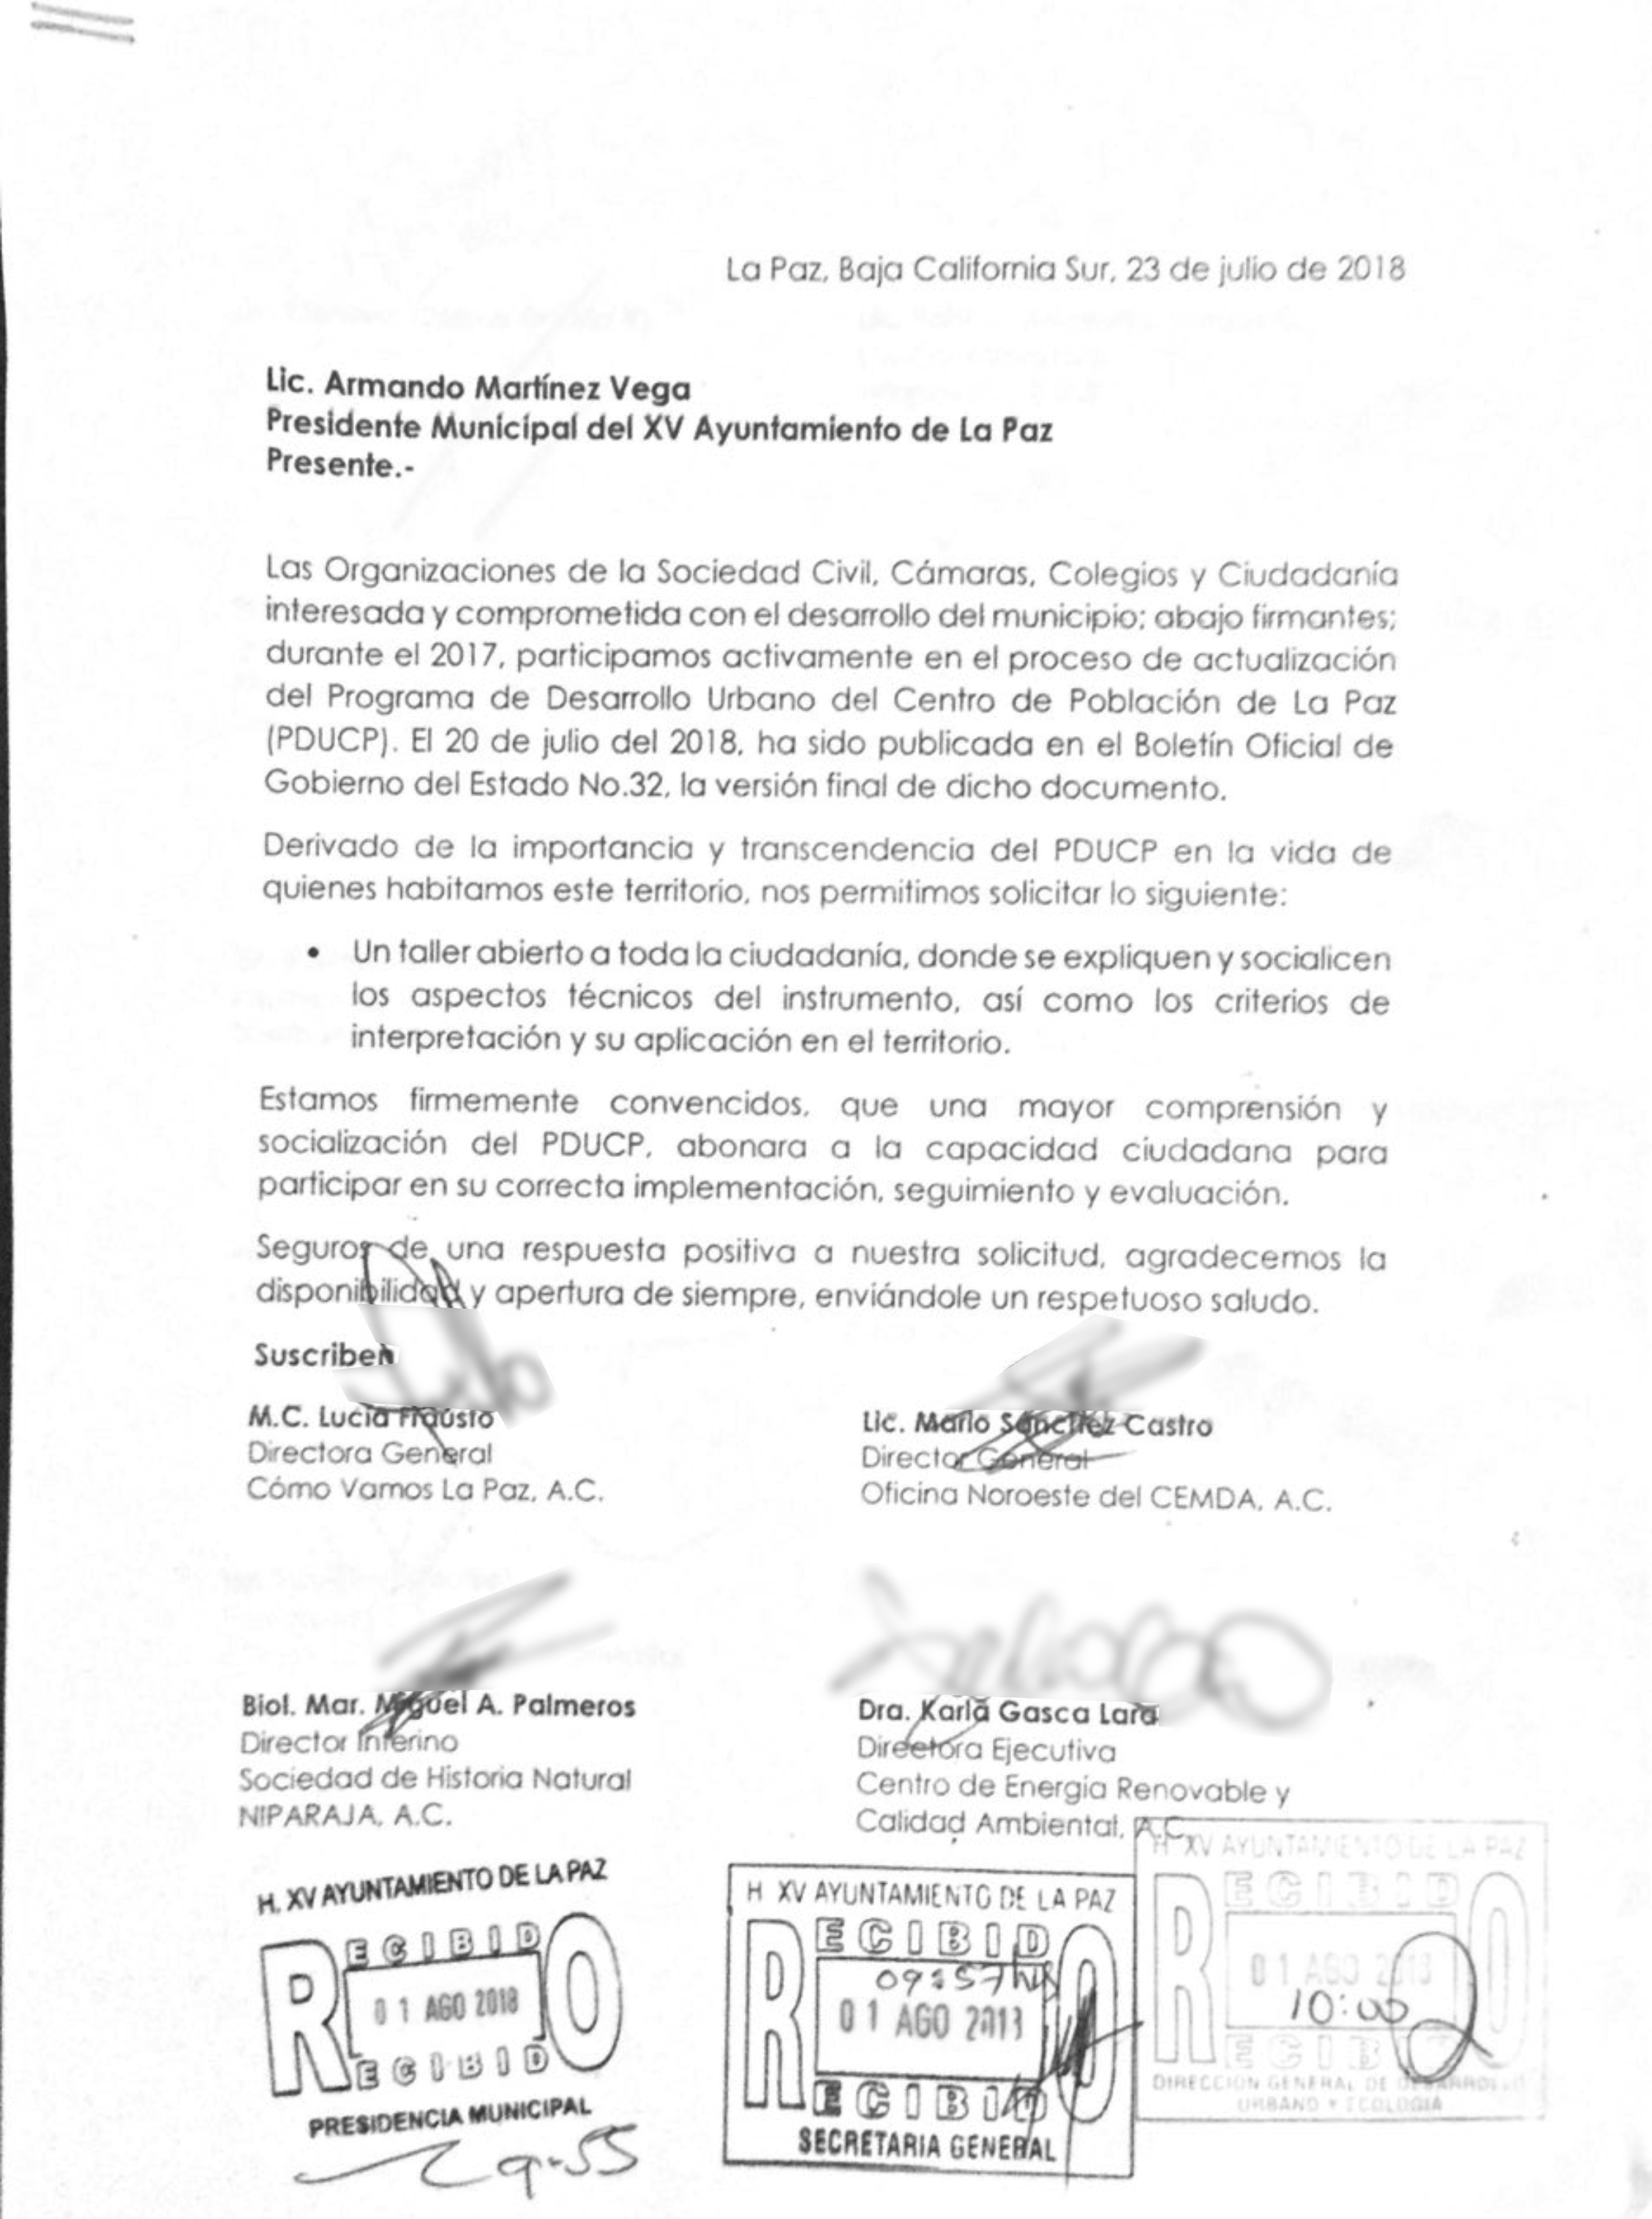 La Paz, Baja California Sur, 23 de julio de 2018
Lic. Armando Martínez Vega
Presidente Municipal del XV Ayuntamiento de La Paz
Presente.-
Las Organizaciones de la Sociedad Civil, Cámaras, Colegios y Ciudadanía
interesada y comprometida con el desarrollo del municipio; abajo firmantes;
durante el 2017, participamos activamente en el proceso de actualización
del Programa de Desarrollo Urbano del Centro de Población de La Paz
(PDUCP). El 20 de julio del 2018, ha sido publicada en el Boletín Oficial de
Gobierno del Estado No.32, la versión final de dicho documento.
Derivado de la importancia y transcendencia del PDUCP en la vida de
quienes habitamos este territorio, nos permitimos solicitar lo siguiente:
• Un taller abierto a toda la ciudadanía, donde se expliquen y socialicen
los aspectos técnicos del instrumento, así como los criterios de
interpretación y su aplicación en el territorio.
Estamos firmemente convencidos, que una mayor comprensión y
socialización del PDUCP, abonara a la capacidad ciudadana para
participar en su correcta implementación, seguimiento y evaluación.
Seguros de una respuesta positiva a nuestra solicitud, agradecemos la
disponibilidad y apertura de siempre, enviándole un respetuoso saludo.
Suscriben
M.C. Lucía Frausto
Directora General
Cómo Vamos La Paz, A.C.
Lic. Mario Sánchez Castro
Director General
Oficina Noroeste del CEMDA, A.C.
Biol. Mar. Miguel A. Palmeros
Director Interino
Sociedad de Historia Natural
NIPARAJA, A.C.
Dra. Karla Gasca Lara
Directora Ejecutiva
Centro de Energía Renovable y
Calidad Ambiental, A.C.
H. XV AYUNTAMIENTO DE LA PAZ
RECIBIDO
01 AGO 2018
RECIBIDO
PRESIDENCIA MUNICIPAL
9:55
H XV AYUNTAMIENTO DE LA PAZ
RECIBIDO
09:57 hrs
01 AGO 2018
RECIBIDO
SECRETARIA GENERAL
H XV AYUNTAMIENTO DE LA PAZ
RECIBIDO
01 AGO 2018
10:00
RECIBIDO
DIRECCION GENERAL DE DESARROLLO
URBANO Y ECOLOGIA